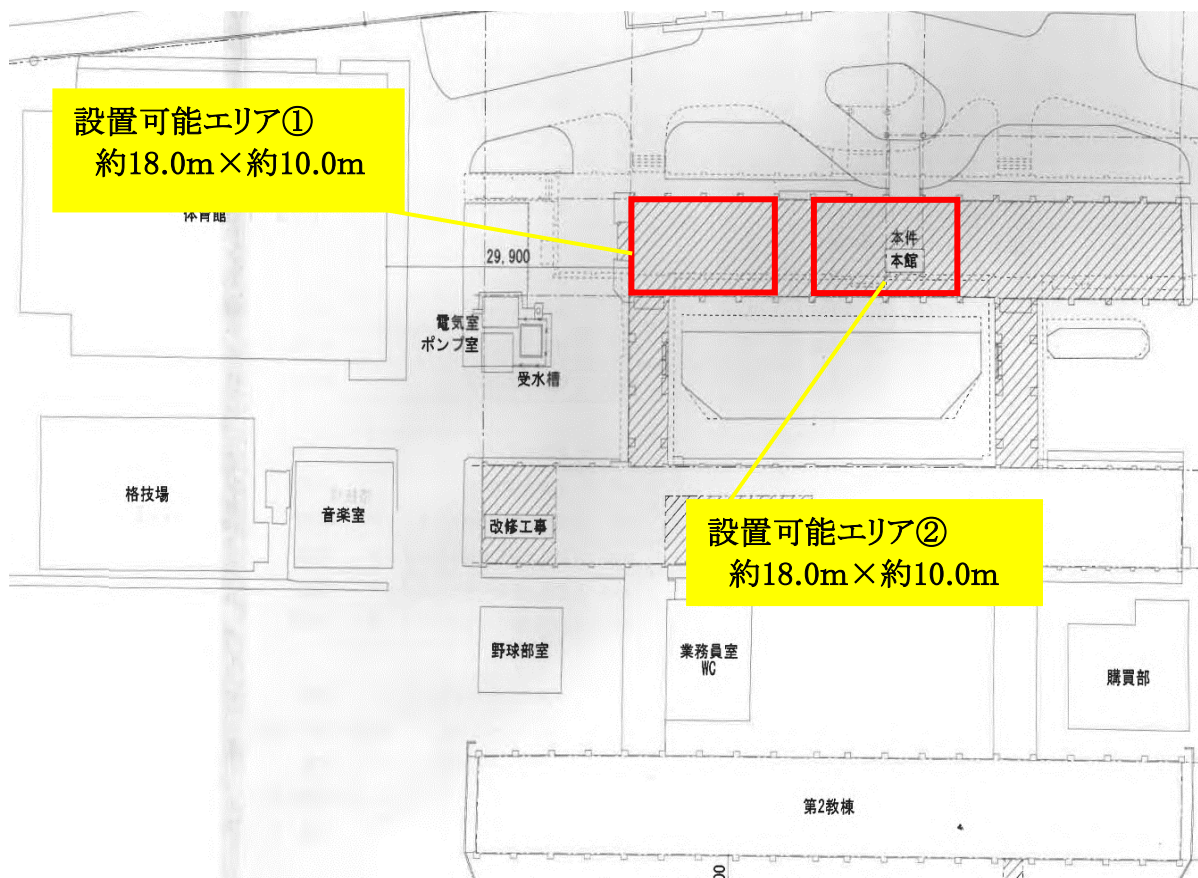 設置可能エリア①
約18.0m×約10.0m
体育館
29,900
本件
本館
電気室
ポンプ室
受水槽
格技場
音楽室
改修工事
設置可能エリア②
約18.0m×約10.0m
野球部室
業務員室
WC
購買部
第2教棟